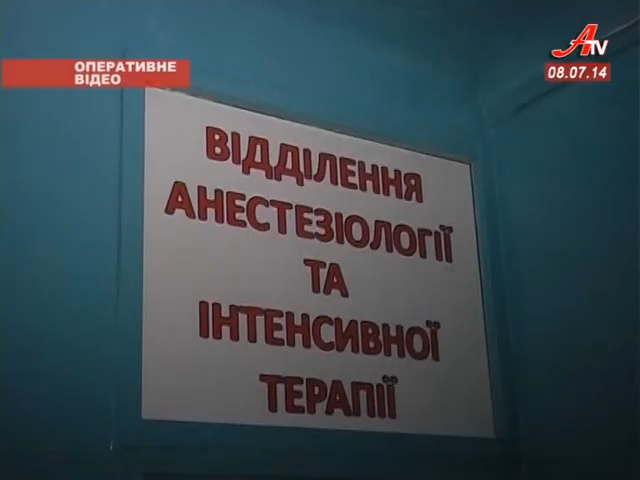 ОПЕРАТИВНЕ
ВІДЕО
ATV
08.07.14
ВІДДІЛЕННЯ
АНЕСТЕЗІОЛОГІЇ
ТА
ІНТЕНСИВНОЇ
ТЕРАПІЇ